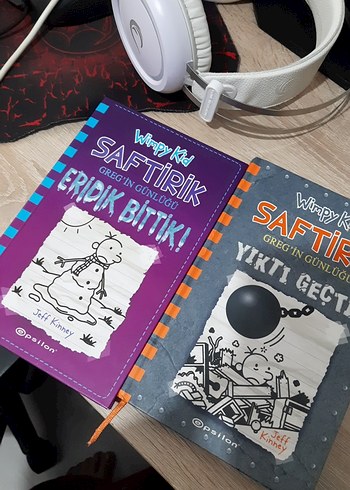 Wimpy Kid
SAFTİRİK
GREG'İN GÜNLÜĞÜ
ERİDİK BİTTİK!
Jeff Kinney
epsilon
Wimpy Kid
SAFTİR
GREG'İN GÜNLÜĞÜ
YIKTI GEÇTİ
Jeff
Kinney
epsilon